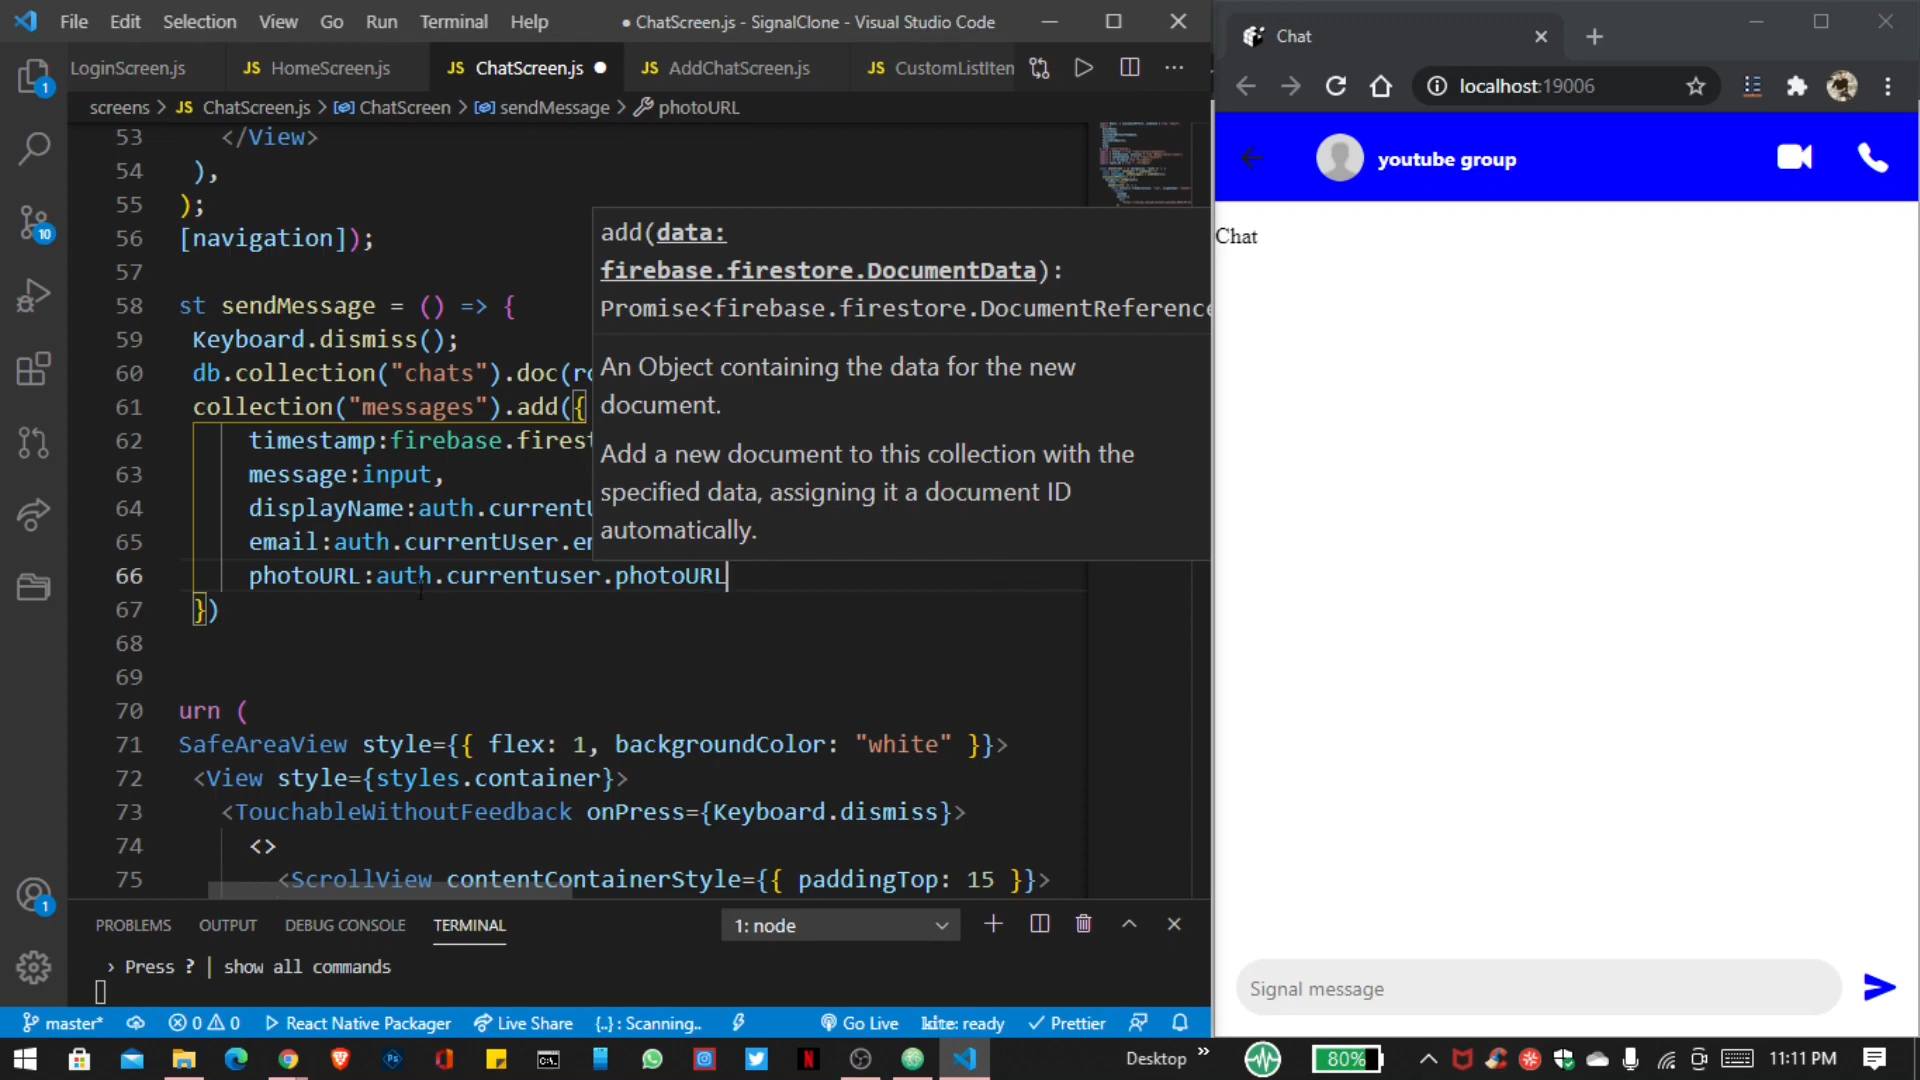 File Edit Selection View Go Run Terminal Help ● ChatScreen.js - SignalClone - Visual Studio Code
LoginScreen.js JS HomeScreen.js JS ChatScreen.js JS AddChatScreen.js JS CustomListIten
screens > JS ChatScreen.js > ChatScreen > sendMessage > photoURL
53 </View>
54 ),
55 );
56 [navigation]);
57
58 st sendMessage = () => {
59 Keyboard.dismiss();
60 db.collection("chats").doc(ro
61 collection("messages").add({
62 timestamp:firebase.firest
63 message:input,
64 displayName:auth.currentU
65 email:auth.currentUser.em
66 photoURL:auth.currentuser.photoURL
67 })
68
69
70 urn (
71 SafeAreaView style={{ flex: 1, backgroundColor: "white" }}>
72 <View style={styles.container}>
73 <TouchableWithoutFeedback onPress={Keyboard.dismiss}>
74 <>
75 <ScrollView contentContainerStyle={{ paddingTop: 15 }}>
add(data:
firebase.firestore.DocumentData):
Promise<firebase.firestore.DocumentReference
An Object containing the data for the new
document.
Add a new document to this collection with the
specified data, assigning it a document ID
automatically.
1
10
1
PROBLEMS OUTPUT DEBUG CONSOLE TERMINAL 1: node
› Press ? | show all commands
master* 0 0 React Native Packager Live Share {..} : Scanning.. Go Live kite: ready Prettier
Chat
localhost:19006
youtube group
Chat
Signal message
Desktop » 80% 11:11 PM